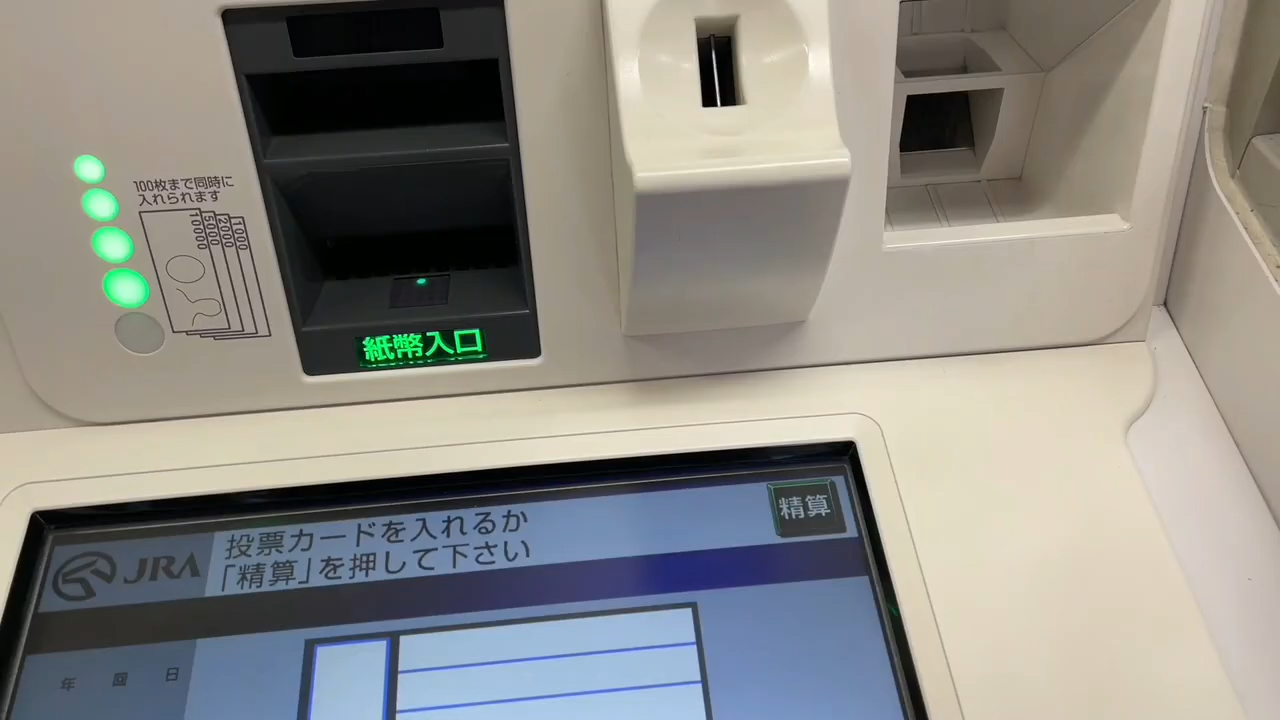 100枚まで同時に
入れられます
10000
5000
2000
1000
紙幣入口
JRA
投票カードを入れるか
「精算」を押して下さい
精算
年 回 日